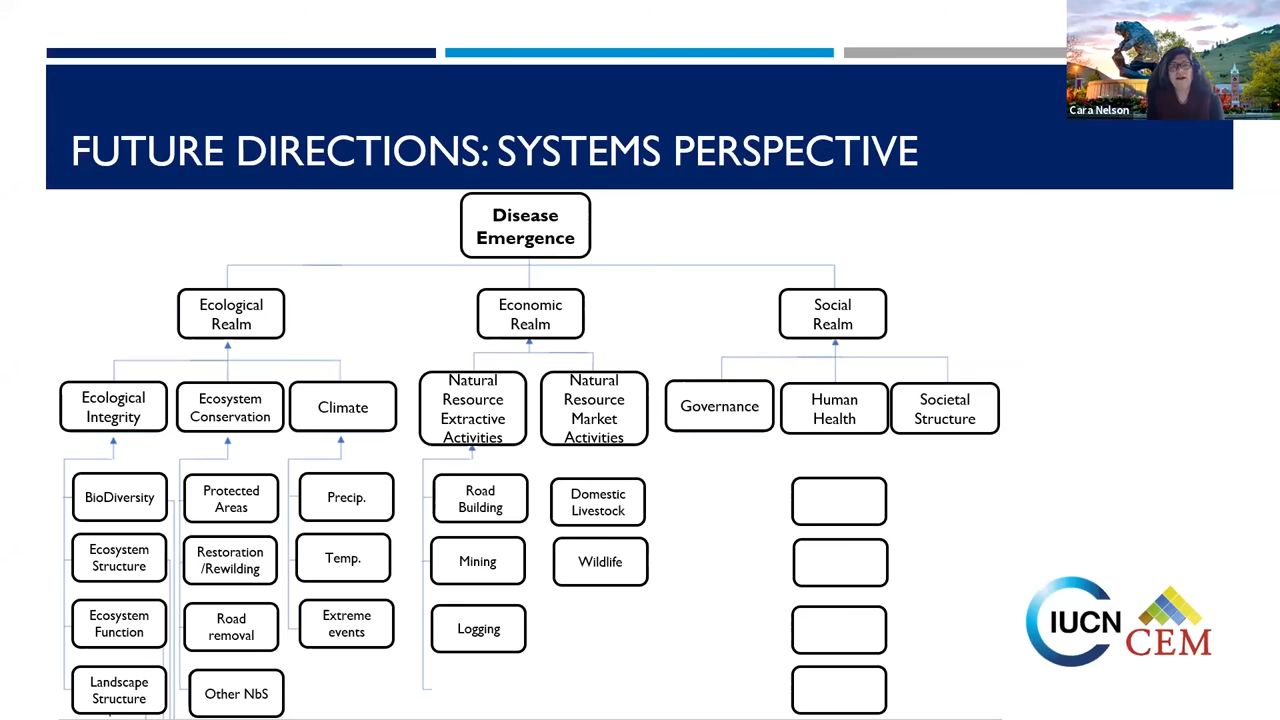 Cara Nelson
FUTURE DIRECTIONS: SYSTEMS PERSPECTIVE
Disease
Emergence
Ecological
Realm
Economic
Realm
Social
Realm
Ecological
Integrity
Ecosystem
Conservation
Climate
Natural
Resource
Extractive
Activities
Natural
Resource
Market
Activities
Governance
Human
Health
Societal
Structure
BioDiversity
Protected
Areas
Precip.
Road
Building
Domestic
Livestock
Ecosystem
Structure
Restoration
/Rewilding
Temp.
Mining
Wildlife
Ecosystem
Function
Road
removal
Extreme
events
Logging
Landscape
Structure
Other NbS
IUCN
CEM